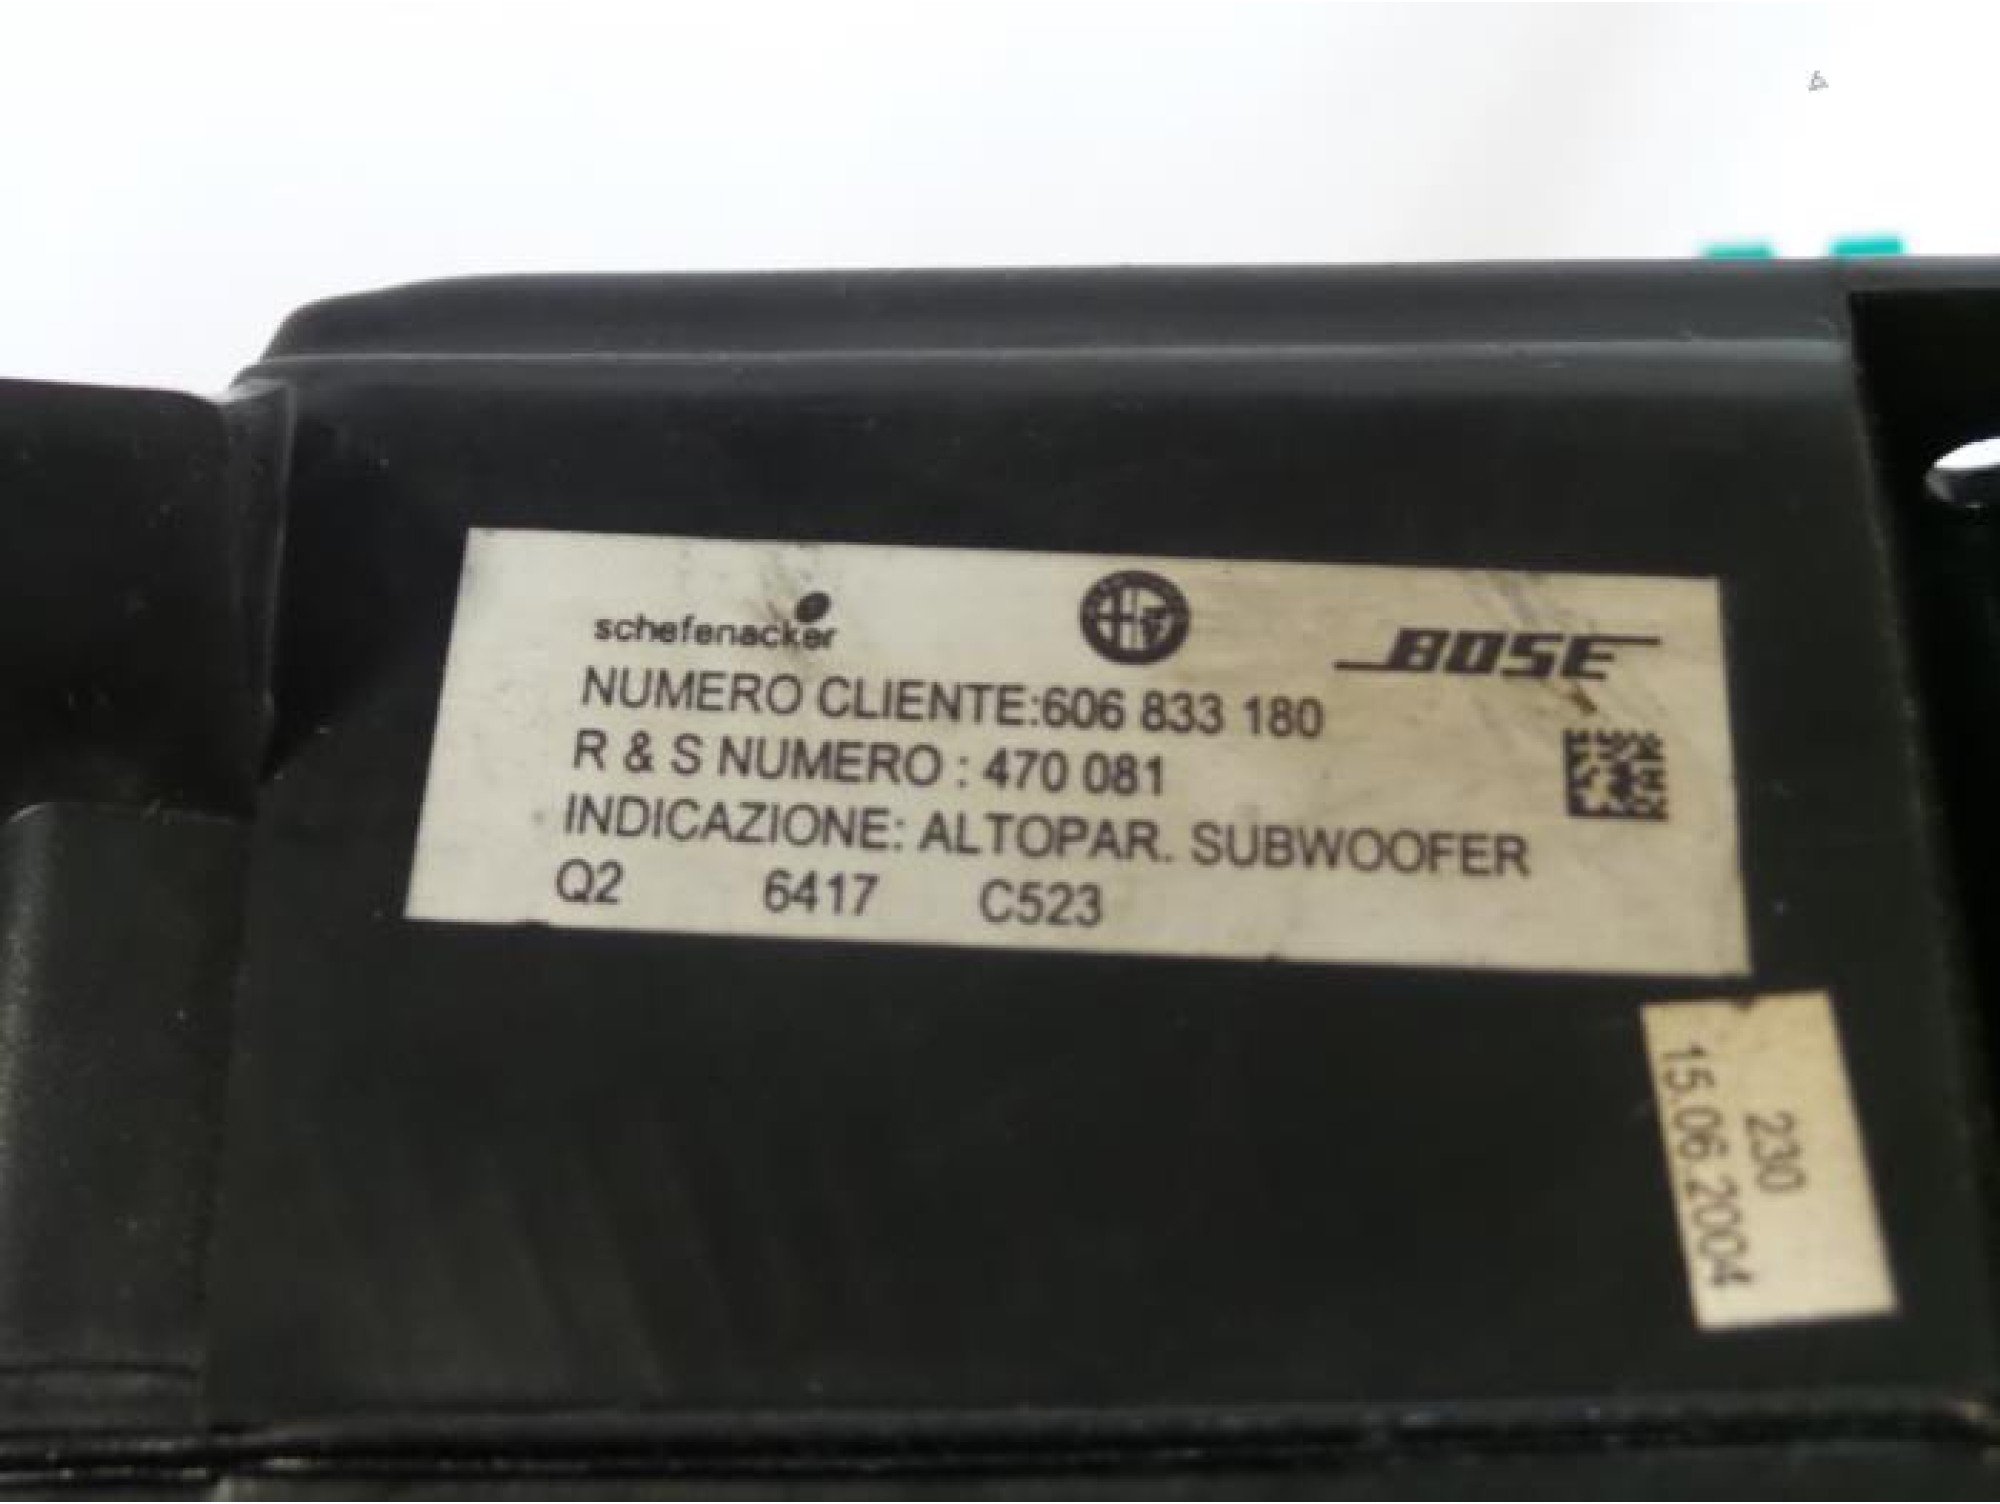 schefenacker
BOSE
NUMERO CLIENTE:606 833 180
R & S NUMERO : 470 081
INDICAZIONE: ALTOPAR. SUBWOOFER
Q2 6417 C523
230
15.06.2004